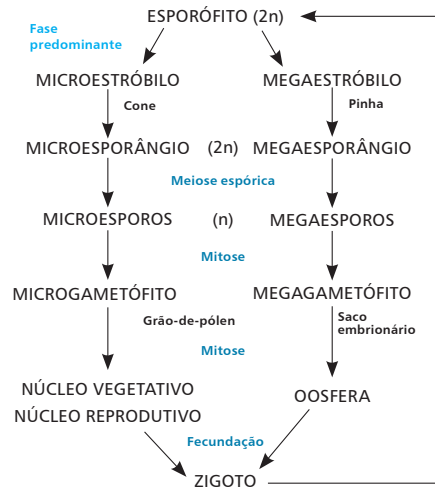 ESPORÓFITO (2n)
Fase
predominante
MICROESTRÓBILO
MEGAESTRÓBILO
Cone
Pinha
MICROESPORÂNGIO (2n) MEGAESPORÂNGIO
Meiose espórica
MICROESPOROS (n) MEGAESPOROS
Mitose
MICROGAMETÓFITO
MEGAGAMETÓFITO
Grão-de-pólen
Saco
embrionário
Mitose
NÚCLEO VEGETATIVO
NÚCLEO REPRODUTIVO
OOSFERA
Fecundação
ZIGOTO